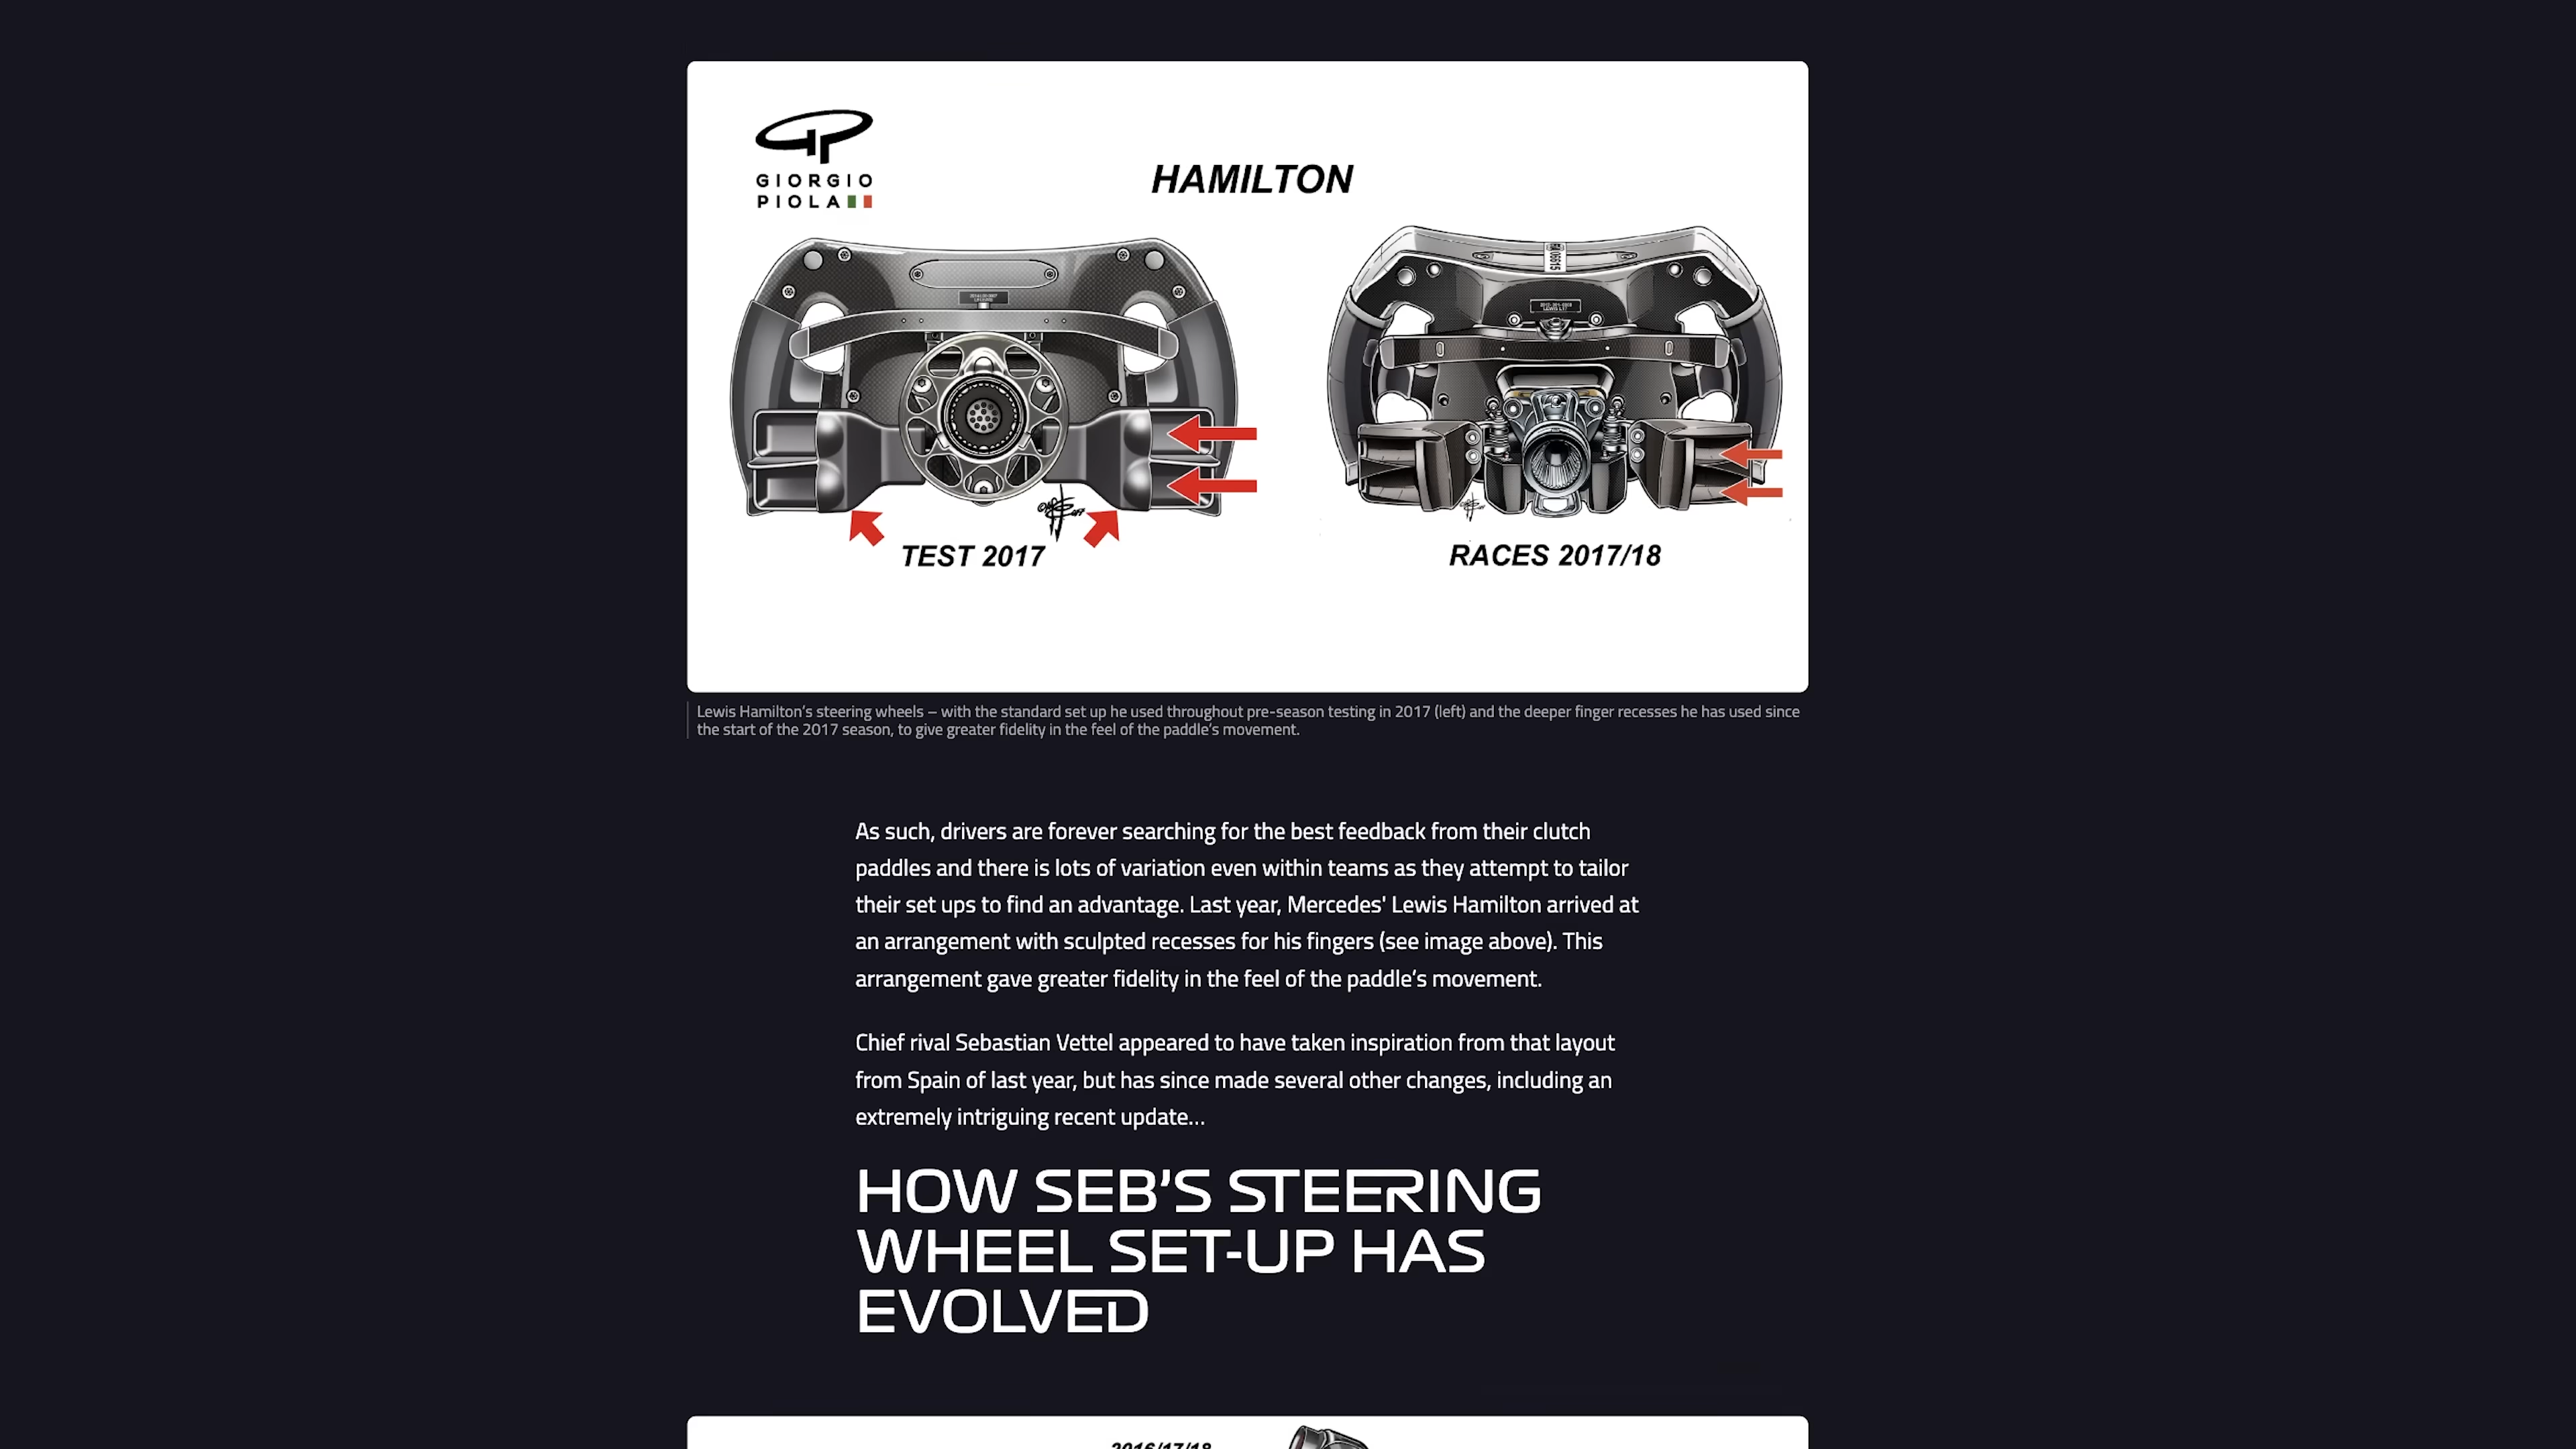 GIORGIO
PIOLA
HAMILTON
TEST 2017
RACES 2017/18
Lewis Hamilton’s steering wheels – with the standard set up he used throughout pre-season testing in 2017 (left) and the deeper finger recesses he has used since
the start of the 2017 season, to give greater fidelity in the feel of the paddle’s movement.
As such, drivers are forever searching for the best feedback from their clutch
paddles and there is lots of variation even within teams as they attempt to tailor
their set ups to find an advantage. Last year, Mercedes' Lewis Hamilton arrived at
an arrangement with sculpted recesses for his fingers (see image above). This
arrangement gave greater fidelity in the feel of the paddle’s movement.
Chief rival Sebastian Vettel appeared to have taken inspiration from that layout
from Spain of last year, but has since made several other changes, including an
extremely intriguing recent update…
HOW SEB’S STEERING
WHEEL SET-UP HAS
EVOLVED
2016/17/18